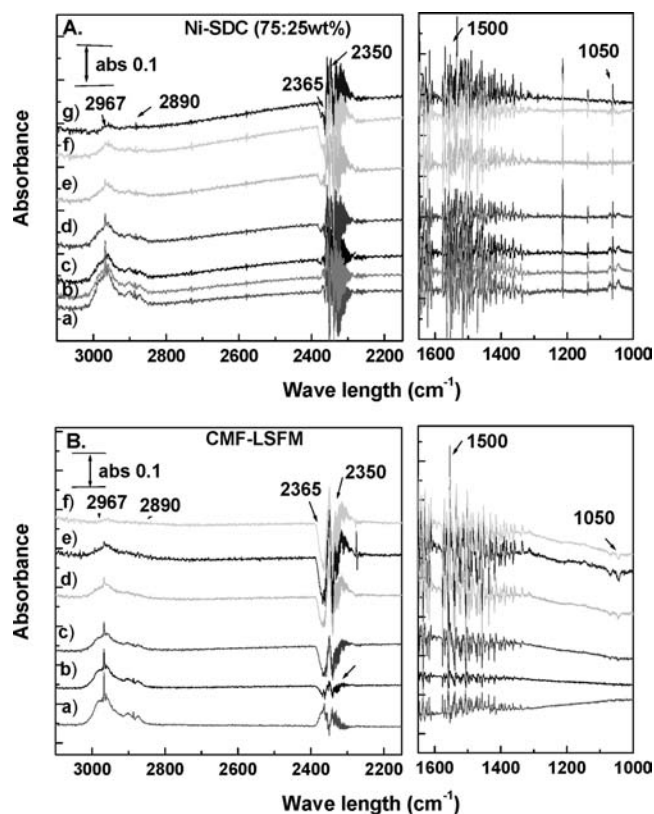 A.
Ni-SDC (75:25wt%)
abs 0.1
2967
2890
2365
2350
1500
1050
g)
f)
e)
d)
c)
b)
a)
Absorbance
3000
2800
2600
2400
2200
1600
1400
1200
1000
Wave length (cm⁻¹)
B.
CMF-LSFM
abs 0.1
2967
2890
2365
2350
1500
1050
f)
e)
d)
c)
b)
a)
Absorbance
3000
2800
2600
2400
2200
1600
1400
1200
1000
Wave length (cm⁻¹)